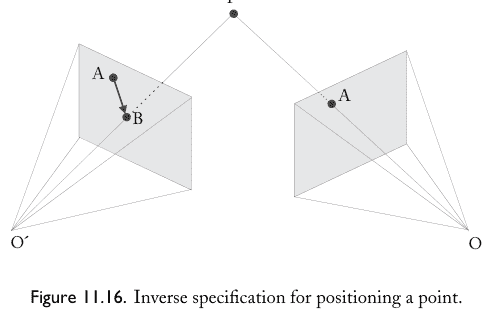 A
B
A
O´
O
Figure 11.16. Inverse specification for positioning a point.